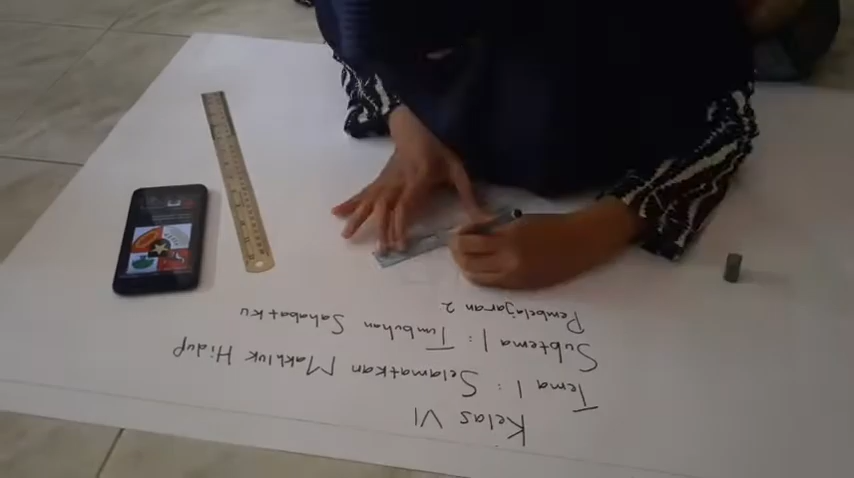 Kelas VI
Tema 1 : Selamatkan Makhluk Hidup
Subtema 1 : Tumbuhan Sahabatku
Pembelajaran 2